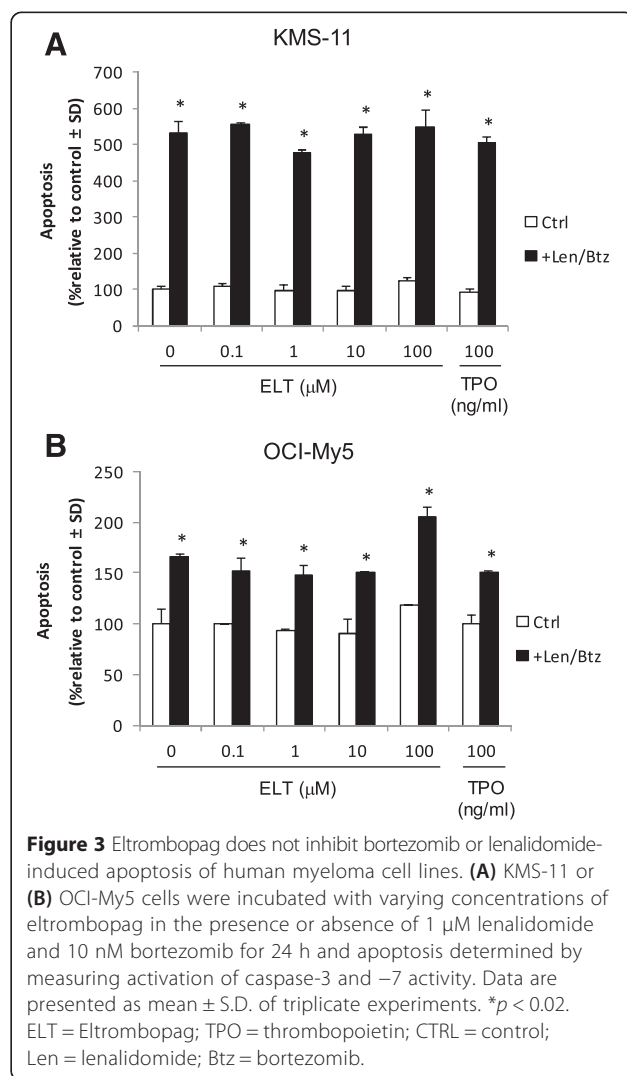 A
KMS-11
Apoptosis
(%relative to control ± SD)
700
600
500
400
300
200
100
0
* * * * * *
Ctrl
+Len/Btz
0 0.1 1 10 100 100
ELT (μM)
TPO
(ng/ml)
B
OCI-My5
Apoptosis
(%relative to control ± SD)
250
200
150
100
50
0
* * * * * *
Ctrl
+Len/Btz
0 0.1 1 10 100 100
ELT (μM)
TPO
(ng/ml)
Figure 3 Eltrombopag does not inhibit bortezomib or lenalidomide-
induced apoptosis of human myeloma cell lines. (A) KMS-11 or
(B) OCI-My5 cells were incubated with varying concentrations of
eltrombopag in the presence or absence of 1 μM lenalidomide
and 10 nM bortezomib for 24 h and apoptosis determined by
measuring activation of caspase-3 and −7 activity. Data are
presented as mean ± S.D. of triplicate experiments. *p < 0.02.
ELT = Eltrombopag; TPO = thrombopoietin; CTRL = control;
Len = lenalidomide; Btz = bortezomib.